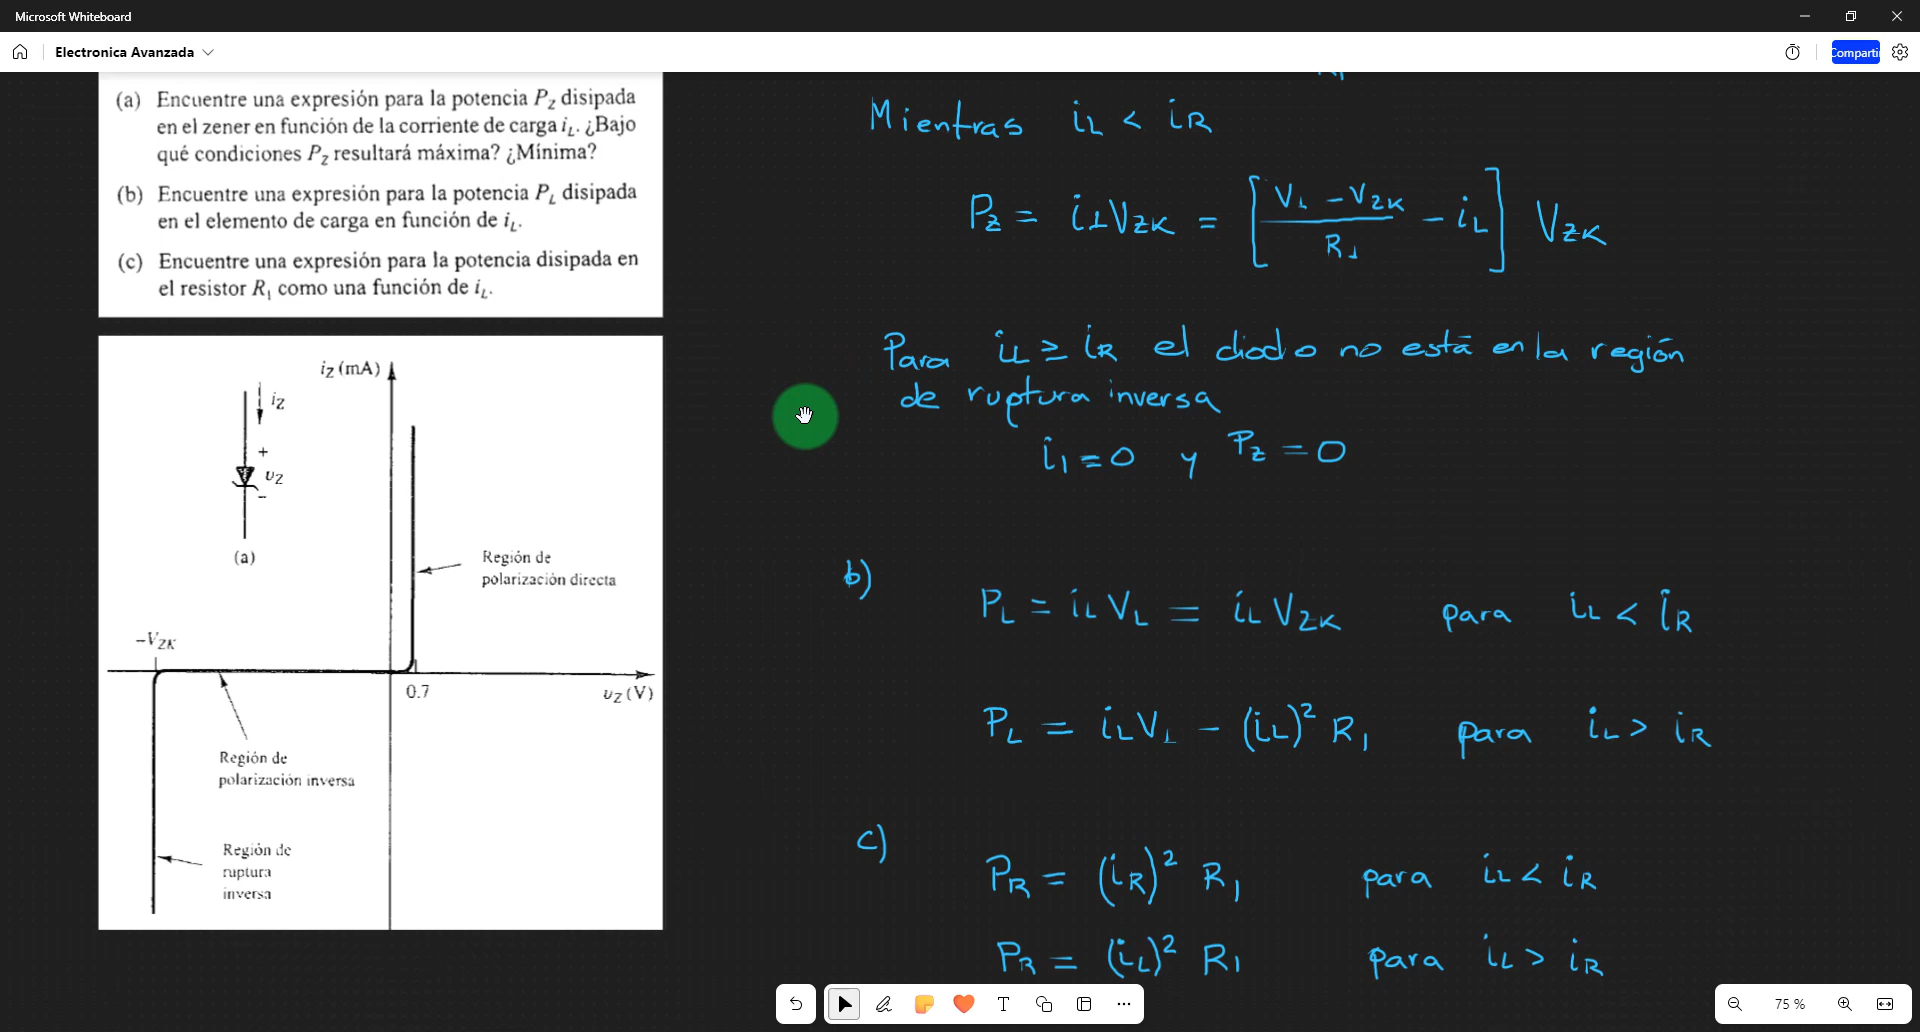 Microsoft Whiteboard
Electronica Avanzada
Comparti
(a) Encuentre una expresión para la potencia P_Z disipada
en el zener en función de la corriente de carga i_L. ¿Bajo
qué condiciones P_Z resultará máxima? ¿Mínima?
(b) Encuentre una expresión para la potencia P_L disipada
en el elemento de carga en función de i_L.
(c) Encuentre una expresión para la potencia disipada en
el resistor R_1 como una función de i_L.
i_Z (mA)
i_Z
+
υ_Z
-
(a)
Región de
polarización directa
-V_ZK
0.7
υ_Z (V)
Región de
polarización inversa
Región de
ruptura
inversa
Mientras i_L < i_R
P_Z = i_1 V_ZK = [(V_1 - V_ZK) / R_1 - i_L] V_ZK
Para i_L ≥ i_R el diodo no está en la región
de ruptura inversa
i_1 = 0 y P_Z = 0
b)
P_L = i_L V_L = i_L V_ZK para i_L < i_R
P_L = i_L V_1 - (i_L)² R_1 para i_L > i_R
c)
P_R = (i_R)² R_1 para i_L < i_R
P_R = (i_L)² R_1 para i_L > i_R
T
75 %